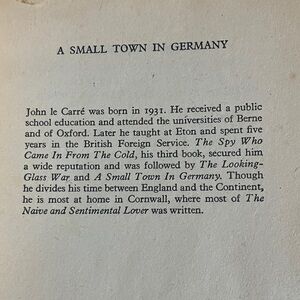 A SMALL TOWN IN GERMANY
John le Carré was born in 1931. He received a public
school education and attended the universities of Berne
and of Oxford. Later he taught at Eton and spent five
years in the British Foreign Service. The Spy Who
Came In From The Cold, his third book, secured him
a wide reputation and was followed by The Looking-
Glass War and A Small Town In Germany. Though
he divides his time between England and the Continent,
he is most at home in Cornwall, where most of The
Naive and Sentimental Lover was written.